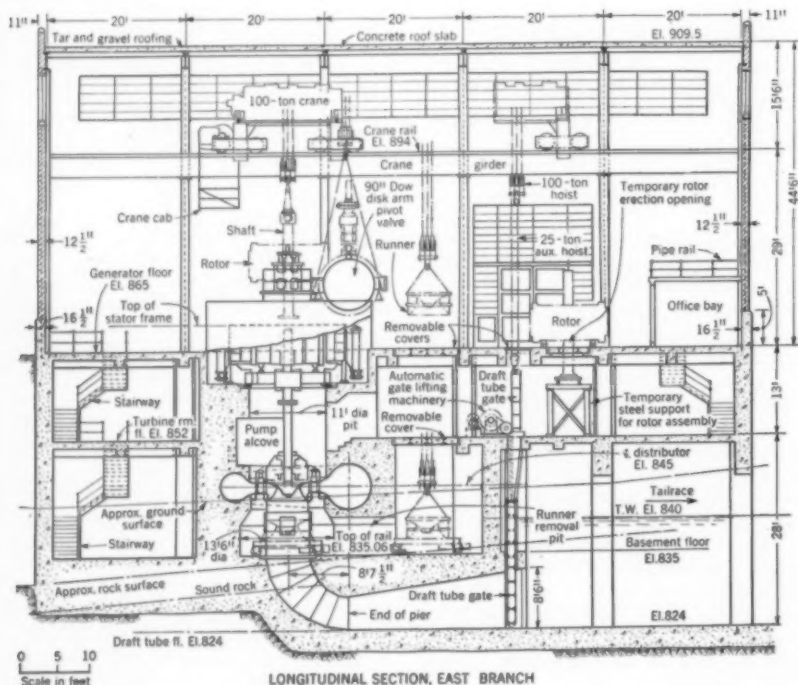 11"
20'
20'
20'
20'
20'
11"
Tar and gravel roofing
Concrete roof slab
El. 909.5
100-ton crane
Crane rail
El. 894
Crane girder
15'6"
44'6"
29'
90" Dow
disk arm
pivot
valve
100-ton
hoist
Temporary rotor
erection opening
Crane cab
Shaft
Runner
25-ton
aux. hoist
12 1/2"
12 1/2"
Rotor
Pipe rail
Generator floor
El. 865
Top of
stator frame
16 1/2"
Removable
covers
Rotor
Office bay
16 1/2"
5'
Stairway
Turbine rm.
fl. El. 852
11' dia
pit
Pump
alcove
Automatic
gate lifting
machinery
Removable
cover
Draft
tube
gate
Temporary
steel support
for rotor assembly
13'
℄ distributor
El. 845
Approx. ground
surface
Stairway
13'6"
dia
Top of rail
El. 835.06
Runner
removal
pit
Tailrace
T.W. El. 840
Basement floor
El.835
28'
Approx. rock surface
Sound rock
8'7 1/2"
Draft tube gate
8'6"
End of pier
El.824
Draft tube fl. El.824
0 5 10
Scale in feet
LONGITUDINAL SECTION, EAST BRANCH